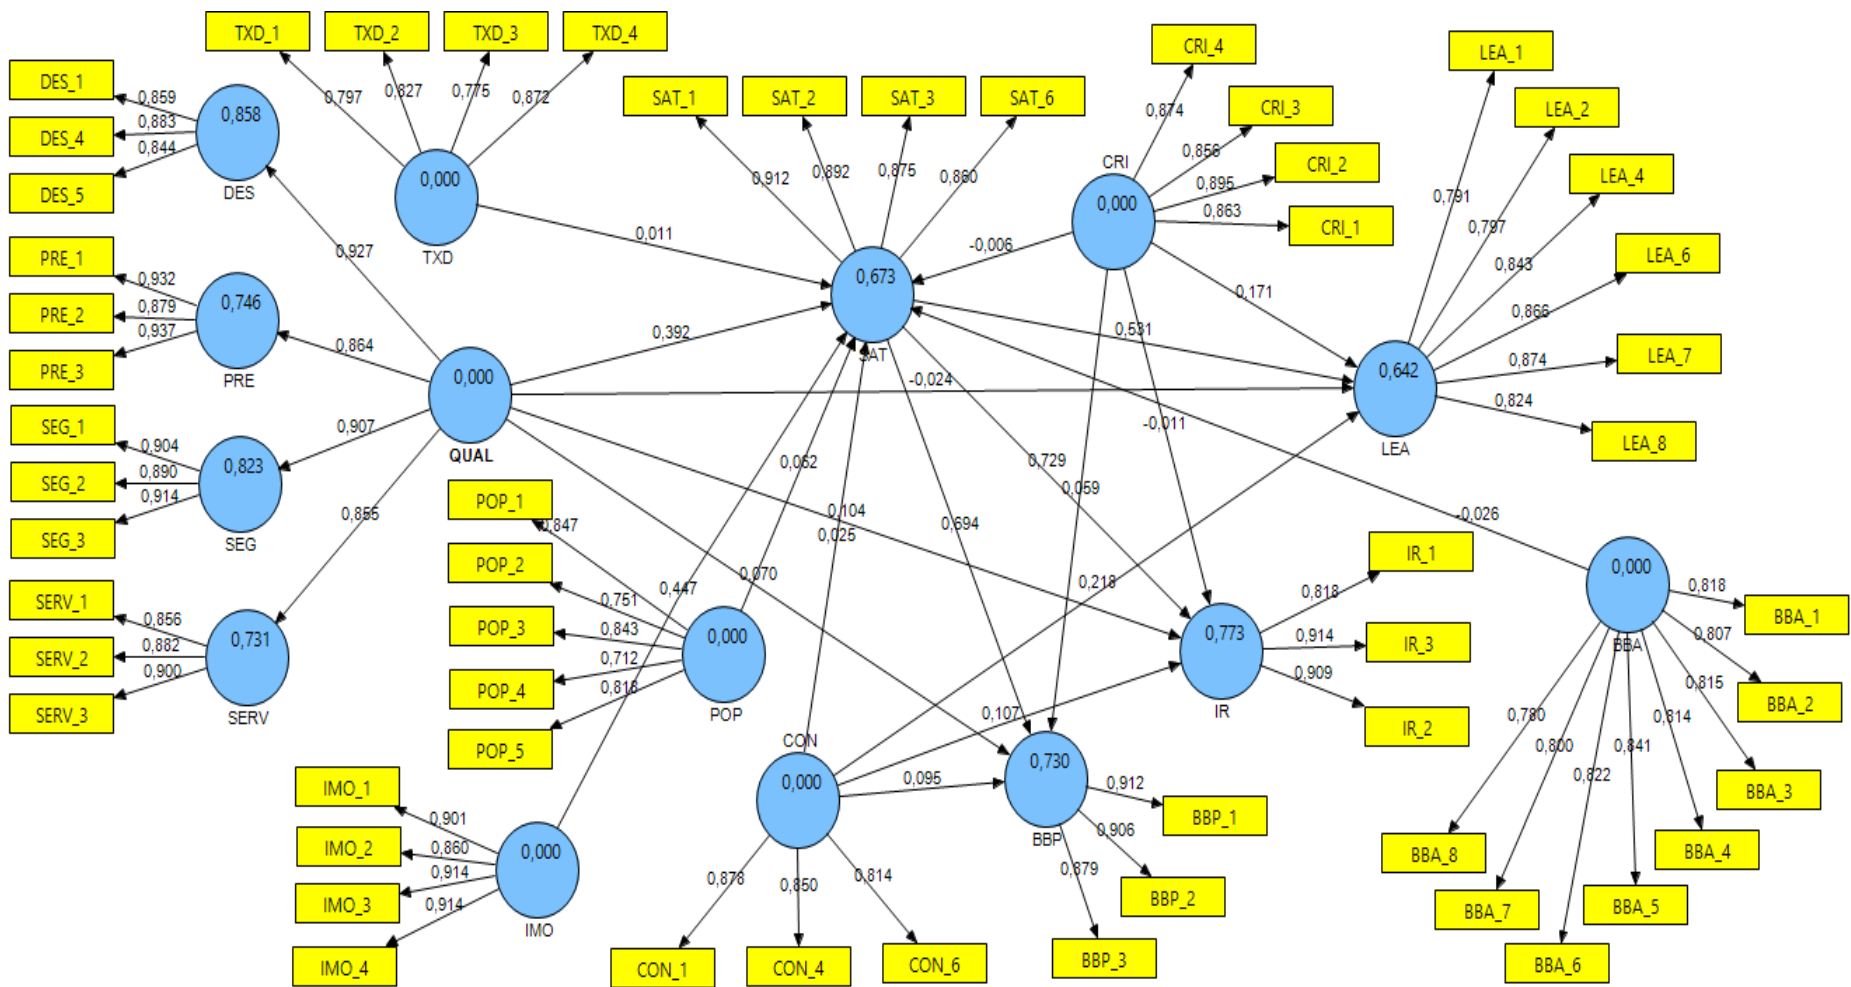 TXD_1
TXD_2
TXD_3
TXD_4
0,797
0,827
0,775
0,872
DES_1
DES_4
DES_5
0,859
0,883
0,844
0,858
DES
0,000
TXD
PRE_1
PRE_2
PRE_3
0,932
0,879
0,937
0,746
PRE
0,927
0,864
0,907
0,855
0,000
QUAL
SEG_1
SEG_2
SEG_3
0,904
0,890
0,914
0,823
SEG
SERV_1
SERV_2
SERV_3
0,856
0,882
0,900
0,731
SERV
SAT_1
SAT_2
SAT_3
SAT_6
0,912
0,892
0,875
0,860
0,673
SAT
0,011
0,392
-0,024
-0,006
0,531
0,171
CRI_4
CRI_3
CRI_2
CRI_1
0,874
0,856
0,895
0,863
CRI
0,000
LEA_1
LEA_2
LEA_4
LEA_6
LEA_7
LEA_8
0,791
0,797
0,843
0,866
0,874
0,824
0,642
LEA
-0,011
0,729
0,059
0,062
0,104
0,025
0,694
0,447
0,070
0,218
-0,026
POP_1
POP_2
POP_3
POP_4
POP_5
0,847
0,751
0,843
0,712
0,818
0,000
POP
IR_1
IR_3
IR_2
0,818
0,914
0,909
0,773
IR
0,107
0,095
CON
0,000
0,878
0,850
0,814
CON_1
CON_4
CON_6
0,730
BBP
0,912
0,906
0,879
BBP_1
BBP_2
BBP_3
IMO_1
IMO_2
IMO_3
IMO_4
0,901
0,860
0,914
0,914
0,000
IMO
0,000
BBA
0,818
0,807
0,815
0,814
0,841
0,822
0,800
0,780
BBA_1
BBA_2
BBA_3
BBA_4
BBA_5
BBA_6
BBA_7
BBA_8